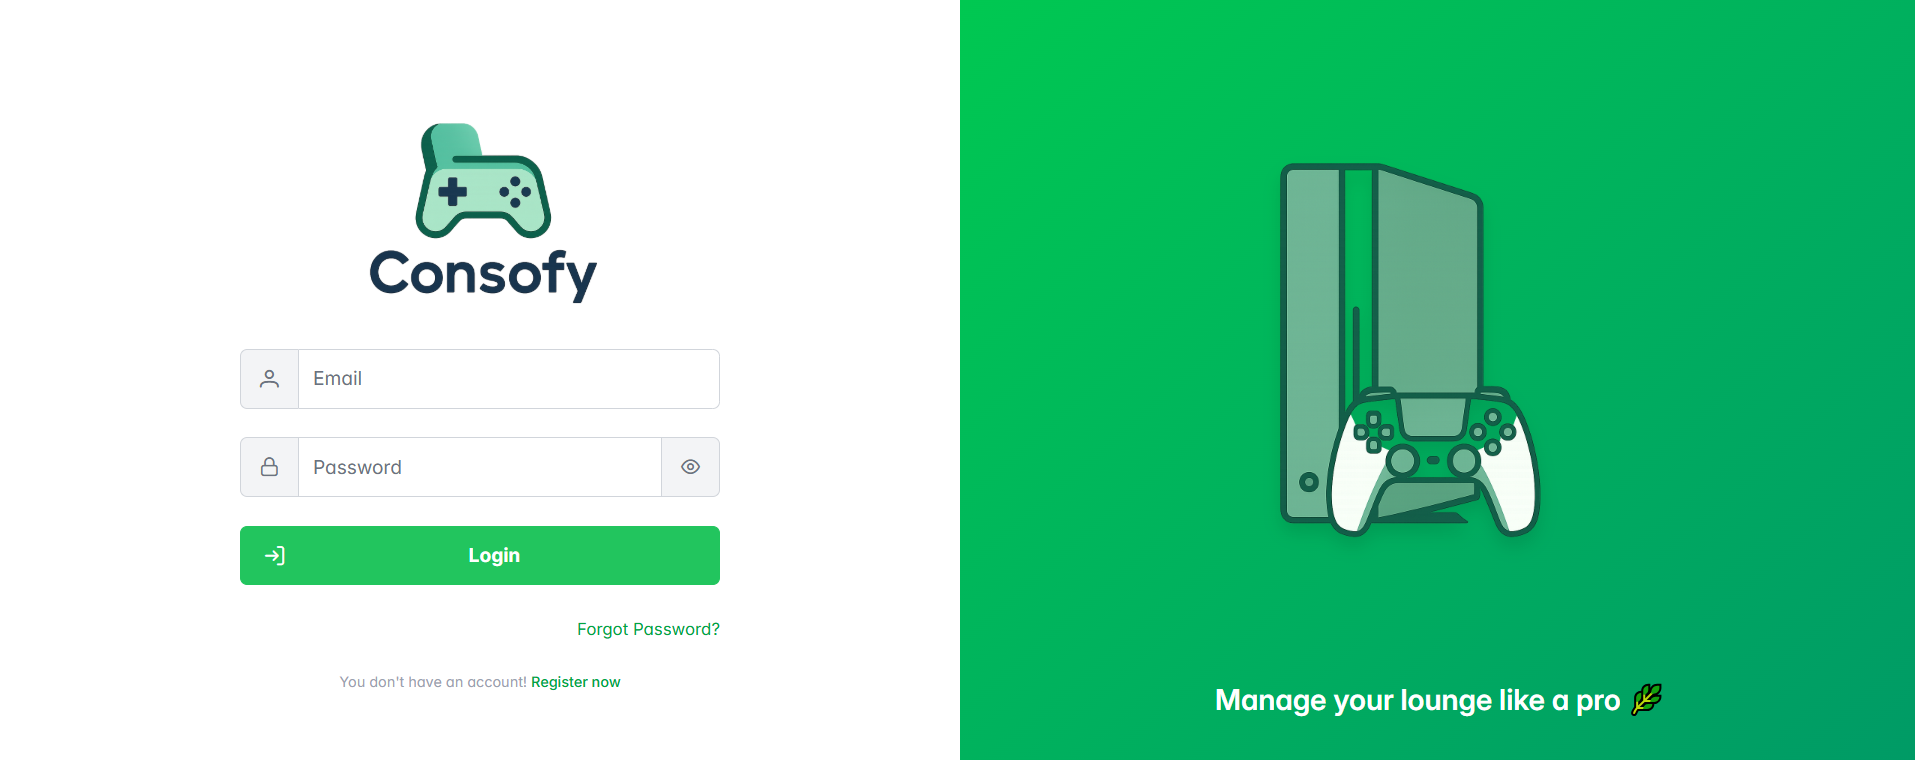 Consofy
Email
Password
Login
Forgot Password?
You don't have an account! Register now
Manage your lounge like a pro